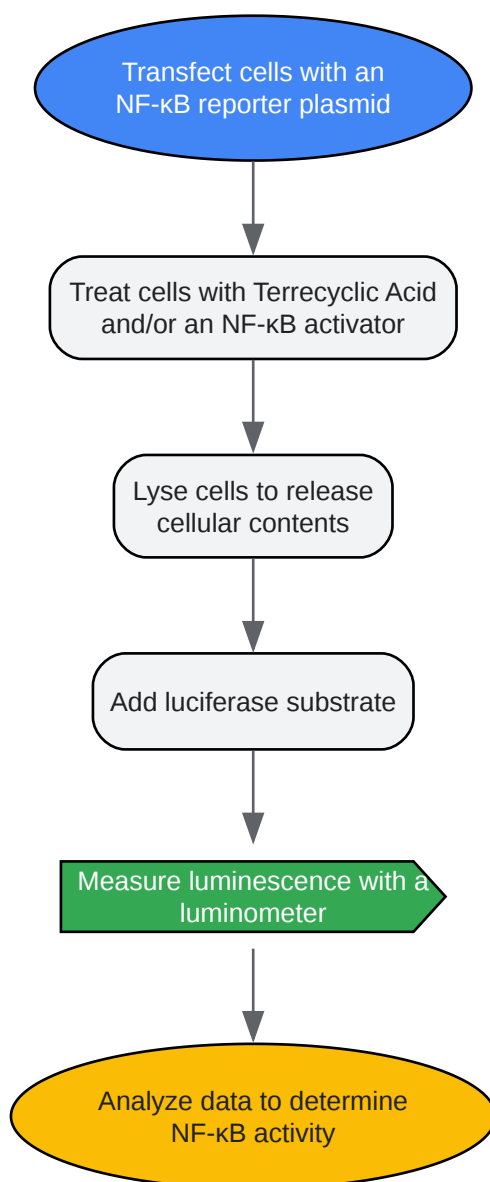 Transfect cells with an
NF-κB reporter plasmid
Treat cells with Terrecyclic Acid
and/or an NF-κB activator
Lyse cells to release
cellular contents
Add luciferase substrate
Measure luminescence with a
luminometer
Analyze data to determine
NF-κB activity